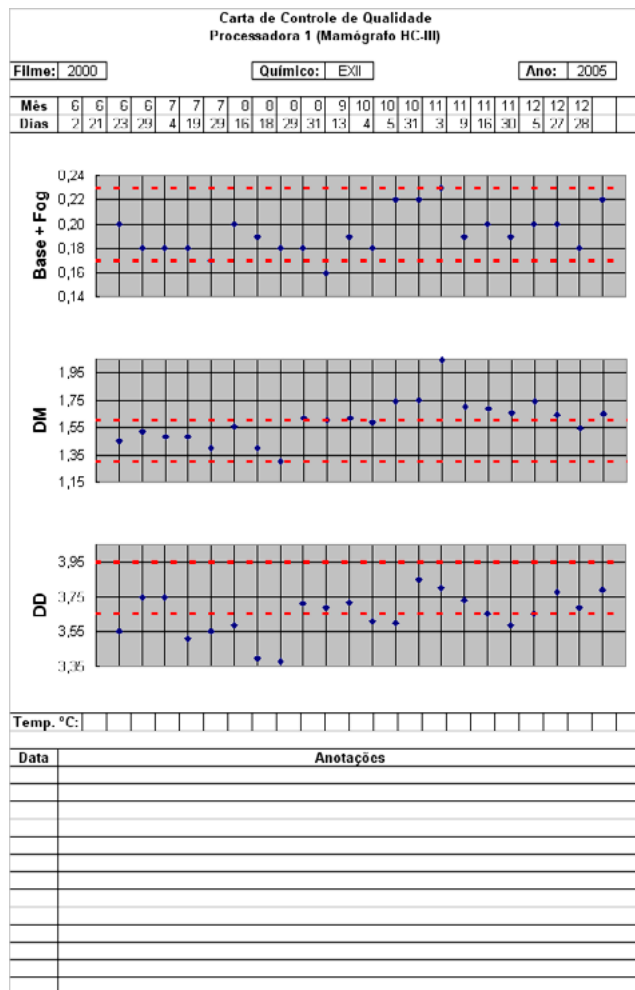 Carta de Controle de Qualidade
Processadora 1 (Mamógrafo HC-III)
Filme: 2000 Químico: EXII Ano: 2005
Mês 6 6 6 6 7 7 7 8 8 8 8 9 10 10 10 11 11 11 11 12 12 12
Dias 2 21 23 29 4 19 29 16 18 29 31 13 4 5 31 3 9 16 30 5 27 28
Base + Fog
0,24
0,22
0,20
0,18
0,16
0,14
DM
1,95
1,75
1,55
1,35
1,15
DD
3,95
3,75
3,55
3,35
Temp. ºC:
Data Anotações